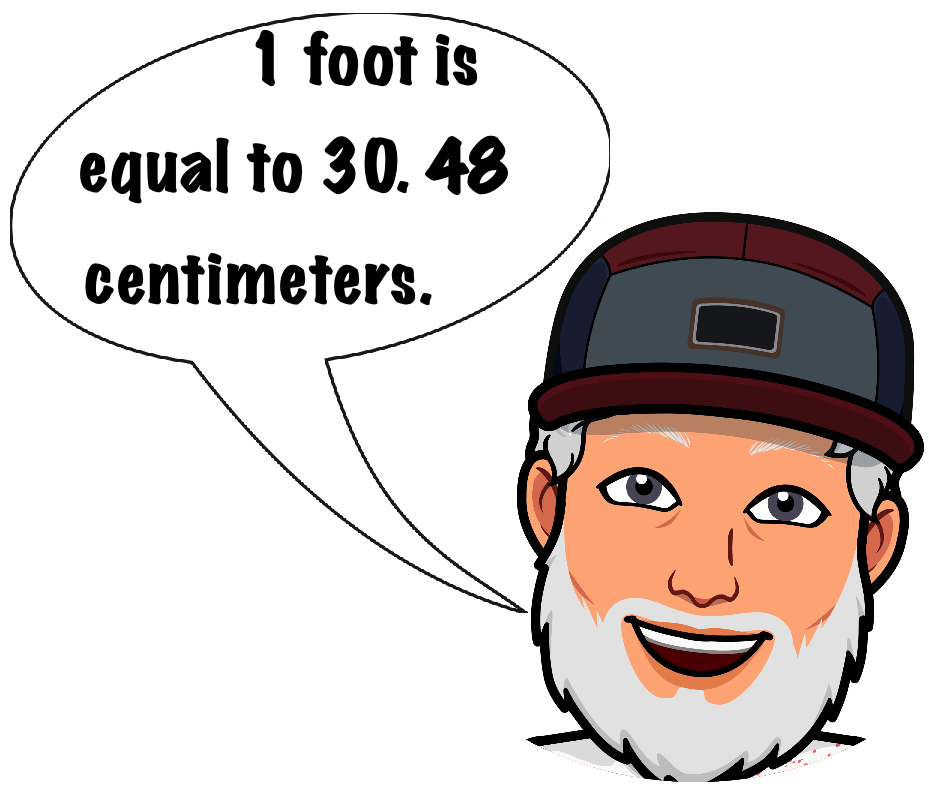 1 foot is
equal to 30. 48
centimeters.